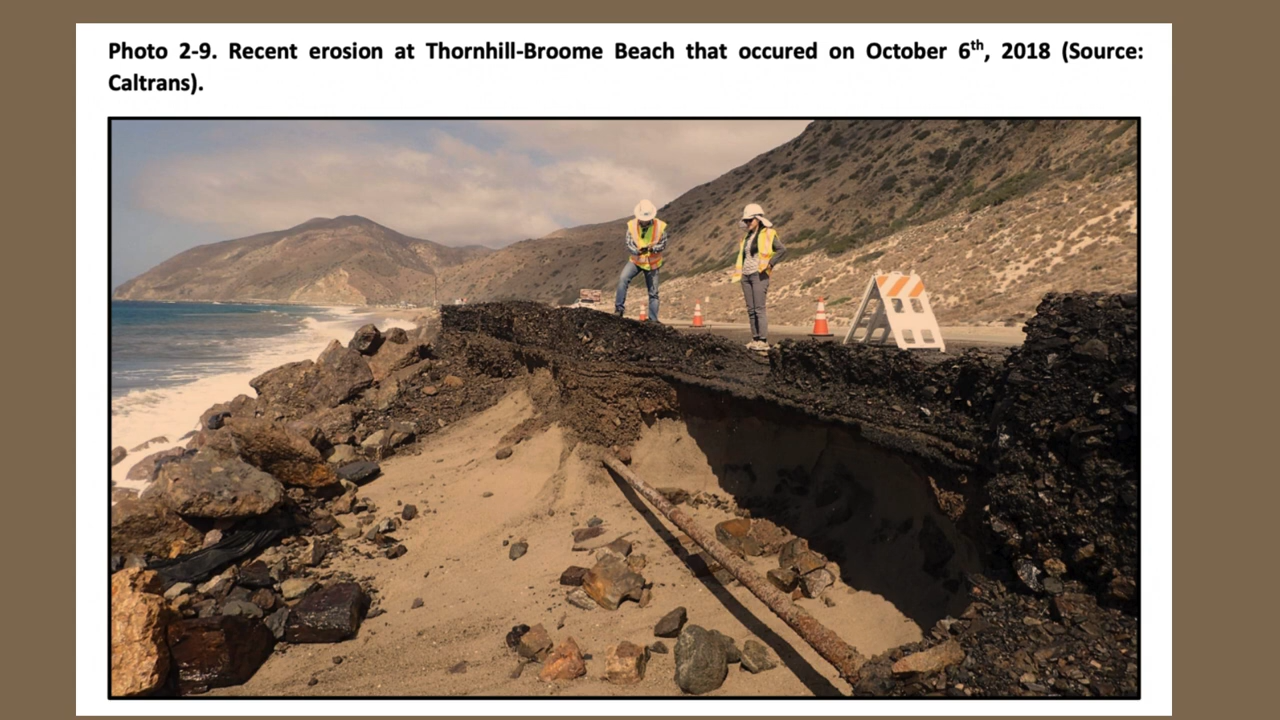 Photo 2-9. Recent erosion at Thornhill-Broome Beach that occured on October 6th, 2018 (Source:
Caltrans).